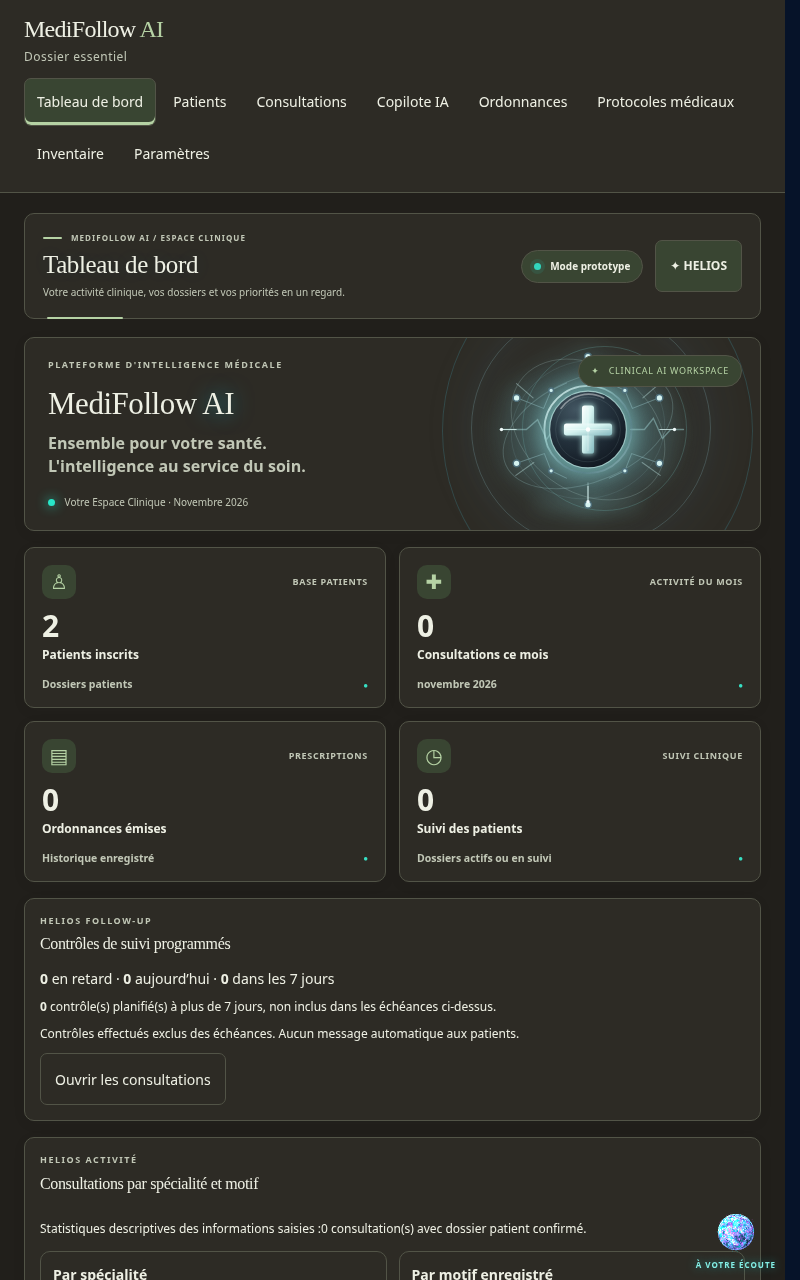 MediFollow AI
Dossier essentiel
Tableau de bord
Patients
Consultations
Copilote IA
Ordonnances
Protocoles médicaux
Inventaire
Paramètres
MEDIFOLLOW AI / ESPACE CLINIQUE
Tableau de bord
Votre activité clinique, vos dossiers et vos priorités en un regard.
Mode prototype
✦ HELIOS
PLATEFORME D'INTELLIGENCE MÉDICALE
✦ CLINICAL AI WORKSPACE
MediFollow AI
Ensemble pour votre santé.
L'intelligence au service du soin.
Votre Espace Clinique · Novembre 2026
BASE PATIENTS
2
Patients inscrits
Dossiers patients
ACTIVITÉ DU MOIS
0
Consultations ce mois
novembre 2026
PRESCRIPTIONS
0
Ordonnances émises
Historique enregistré
SUIVI CLINIQUE
0
Suivi des patients
Dossiers actifs ou en suivi
HELIOS FOLLOW-UP
Contrôles de suivi programmés
0 en retard · 0 aujourd’hui · 0 dans les 7 jours
0 contrôle(s) planifié(s) à plus de 7 jours, non inclus dans les échéances ci-dessus.
Contrôles effectués exclus des échéances. Aucun message automatique aux patients.
Ouvrir les consultations
HELIOS ACTIVITÉ
Consultations par spécialité et motif
Statistiques descriptives des informations saisies :0 consultation(s) avec dossier patient confirmé.
À VOTRE ÉCOUTE
Par spécialité
Par motif enregistré